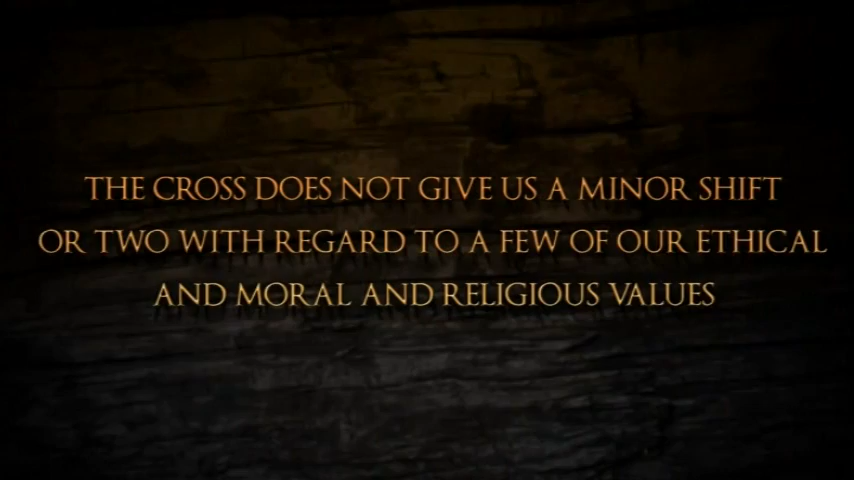 THE CROSS DOES NOT GIVE US A MINOR SHIFT
OR TWO WITH REGARD TO A FEW OF OUR ETHICAL
AND MORAL AND RELIGIOUS VALUES